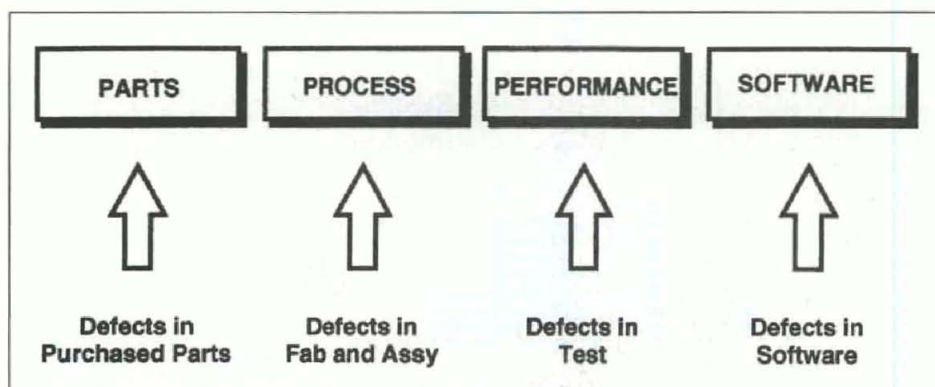 PARTS
PROCESS
PERFORMANCE
SOFTWARE
Defects in
Purchased Parts
Defects in
Fab and Assy
Defects in
Test
Defects in
Software